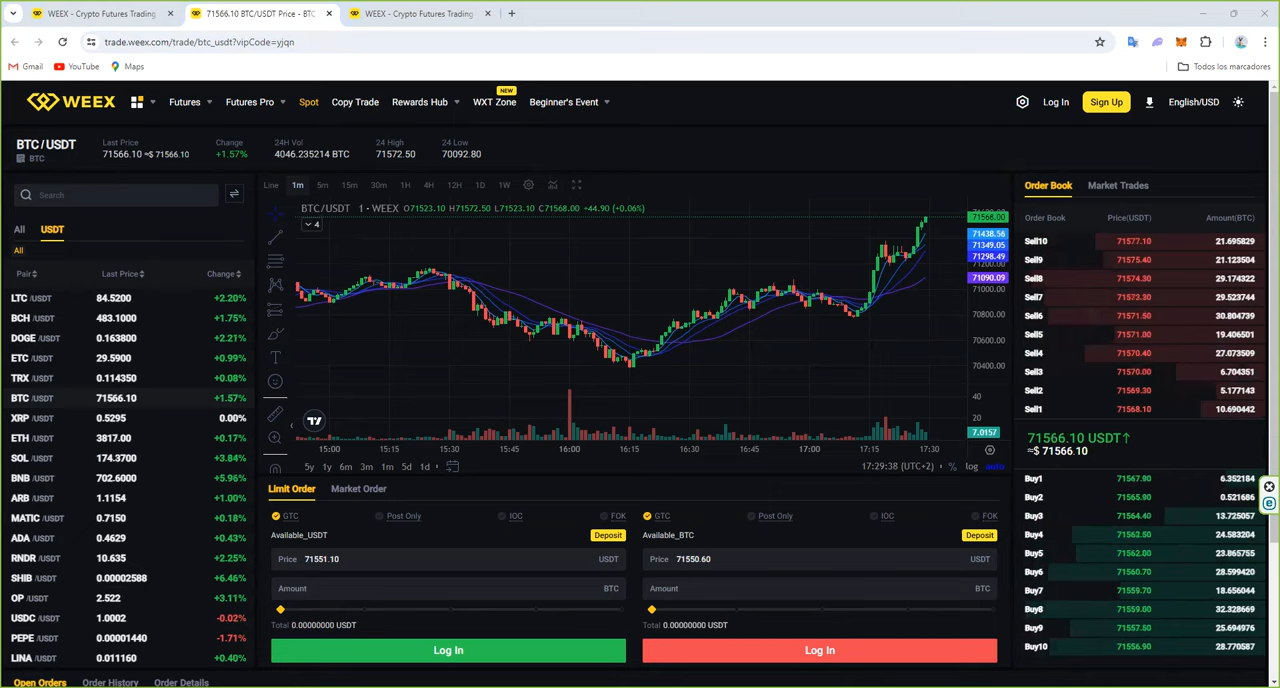 WEEX - Crypto Futures Trading
71566.10 BTC/USDT Price - BTC
WEEX - Crypto Futures Trading
trade.weex.com/trade/btc_usdt?vipCode=yjqn
Gmail YouTube Maps Todos los marcadores
WEEX Futures Futures Pro Spot Copy Trade Rewards Hub WXT Zone NEW Beginner's Event Log In Sign Up English/USD
BTC/USDT
BTC
Last Price
71566.10 ≈$ 71566.10
Change
+1.57%
24H Vol
4046.235214 BTC
24 High
71572.50
24 Low
70092.80
Search
All USDT
All
Pair Last Price Change
LTC /USDT 84.5200 +2.20%
BCH /USDT 483.1000 +1.75%
DOGE /USDT 0.163800 +2.21%
ETC /USDT 29.5900 +0.99%
TRX /USDT 0.114350 +0.08%
BTC /USDT 71566.10 +1.57%
XRP /USDT 0.5295 0.00%
ETH /USDT 3817.00 +0.17%
SOL /USDT 174.3700 +3.84%
BNB /USDT 702.6000 +5.96%
ARB /USDT 1.1154 +1.00%
MATIC /USDT 0.7150 +0.18%
ADA /USDT 0.4629 +0.43%
RNDR /USDT 10.635 +2.25%
SHIB /USDT 0.00002588 +6.46%
OP /USDT 2.522 +3.11%
USDC /USDT 1.0002 -0.02%
PEPE /USDT 0.00001440 -1.71%
LINA /USDT 0.011160 +0.40%
Line 1m 5m 15m 30m 1H 4H 12H 1D 1W
BTC/USDT · 1 · WEEX O71523.10 H71572.50 L71523.10 C71568.00 +44.90 (+0.06%)
4
71568.00
71438.56
71349.05
71298.49
71200.00
71090.09
71000.00
70800.00
70600.00
70400.00
40
20
7.0157
15:00 15:15 15:30 15:45 16:00 16:15 16:30 16:45 17:00 17:15 17:30
5y 1y 6m 3m 1m 5d 1d 17:29:38 (UTC+2) % log auto
Limit Order Market Order
GTC Post Only IOC FOK
Available_USDT Deposit
Price 71551.10 USDT
Amount BTC
Total 0.00000000 USDT
Log In
GTC Post Only IOC FOK
Available_BTC Deposit
Price 71550.60 USDT
Amount BTC
Total 0.00000000 USDT
Log In
Order Book Market Trades
Order Book Price(USDT) Amount(BTC)
Sell10 71577.10 21.695829
Sell9 71575.40 21.123504
Sell8 71574.30 29.174322
Sell7 71573.30 29.523744
Sell6 71571.50 30.804739
Sell5 71571.00 19.406501
Sell4 71570.40 27.073509
Sell3 71570.00 6.704351
Sell2 71569.30 5.177143
Sell1 71568.10 10.690442
71566.10 USDT↑
≈$ 71566.10
Buy1 71567.90 6.352184
Buy2 71565.90 0.521686
Buy3 71564.40 13.725057
Buy4 71562.50 24.583204
Buy5 71562.00 23.865755
Buy6 71560.70 28.599420
Buy7 71559.70 18.656044
Buy8 71559.00 32.328669
Buy9 71557.50 25.694976
Buy10 71556.90 28.770587
Open Orders Order History Order Details